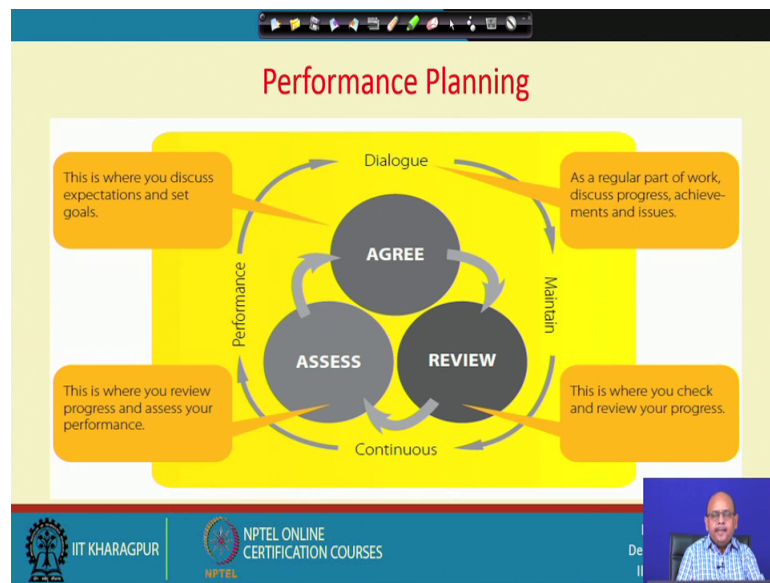 Performance Planning
This is where you discuss
expectations and set
goals.
Dialogue
As a regular part of work,
discuss progress, achieve-
ments and issues.
AGREE
Performance
Maintain
ASSESS
REVIEW
This is where you review
progress and assess your
performance.
This is where you check
and review your progress.
Continuous
IIT KHARAGPUR
NPTEL
NPTEL ONLINE
CERTIFICATION COURSES
De